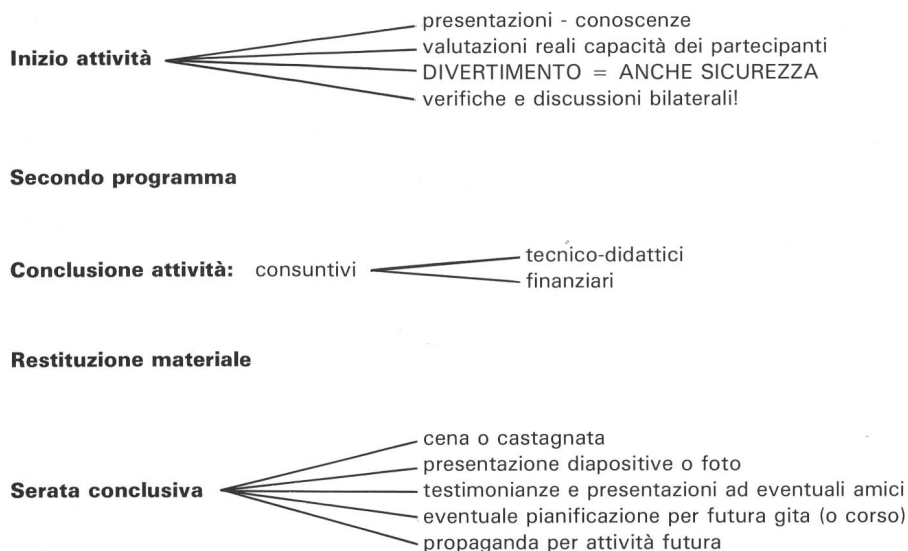 presentazioni - conoscenze
Inizio attività
valutazioni reali capacità dei partecipanti
DIVERTIMENTO = ANCHE SICUREZZA
verifiche e discussioni bilaterali!
Secondo programma
Conclusione attività: consuntivi
tecnico-didattici
finanziari
Restituzione materiale
Serata conclusiva
cena o castagnata
presentazione diapositive o foto
testimonianze e presentazioni ad eventuali amici
eventuale pianificazione per futura gita (o corso)
propaganda per attività futura